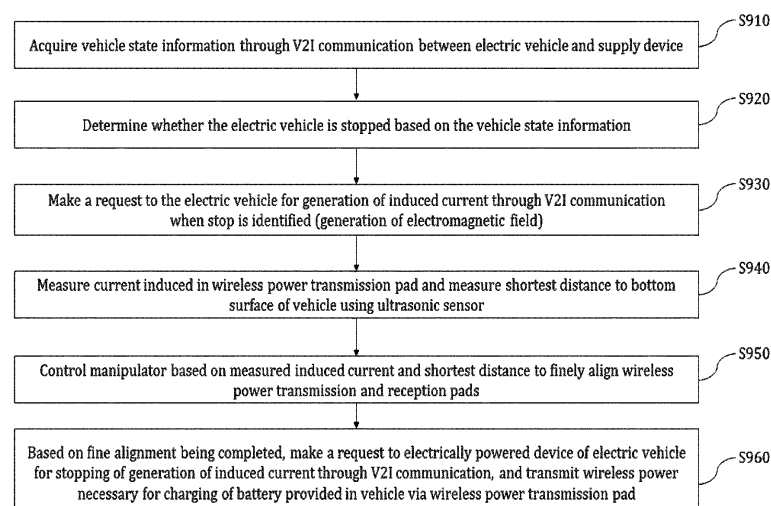 S910
Acquire vehicle state information through V2I communication between electric vehicle and supply device
S920
Determine whether the electric vehicle is stopped based on the vehicle state information
S930
Make a request to the electric vehicle for generation of induced current through V2I communication
when stop is identified (generation of electromagnetic field)
S940
Measure current induced in wireless power transmission pad and measure shortest distance to bottom
surface of vehicle using ultrasonic sensor
S950
Control manipulator based on measured induced current and shortest distance to finely align wireless
power transmission and reception pads
S960
Based on fine alignment being completed, make a request to electrically powered device of electric vehicle
for stopping of generation of induced current through V2I communication, and transmit wireless power
necessary for charging of battery provided in vehicle via wireless power transmission pad